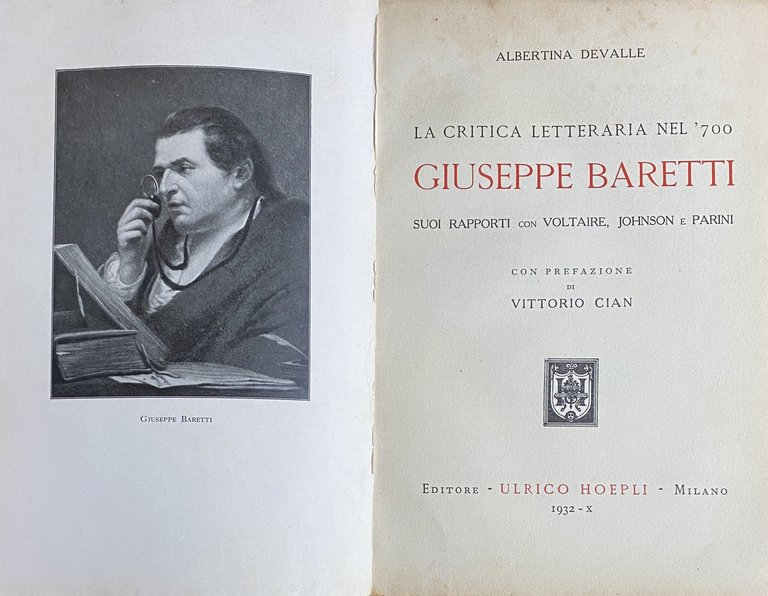 Giuseppe Baretti
ALBERTINA DEVALLE
LA CRITICA LETTERARIA NEL '700
GIUSEPPE BARETTI
SUOI RAPPORTI CON VOLTAIRE, JOHNSON E PARINI
CON PREFAZIONE
DI
VITTORIO CIAN
Editore - ULRICO HOEPLI - Milano
1932 - X